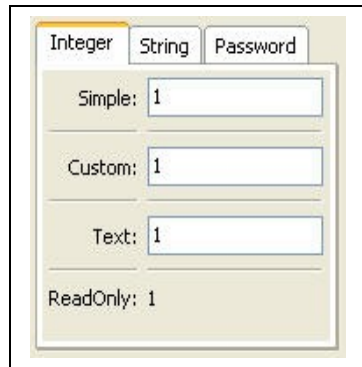 Integer String Password
Simple: 1
Custom: 1
Text: 1
ReadOnly: 1